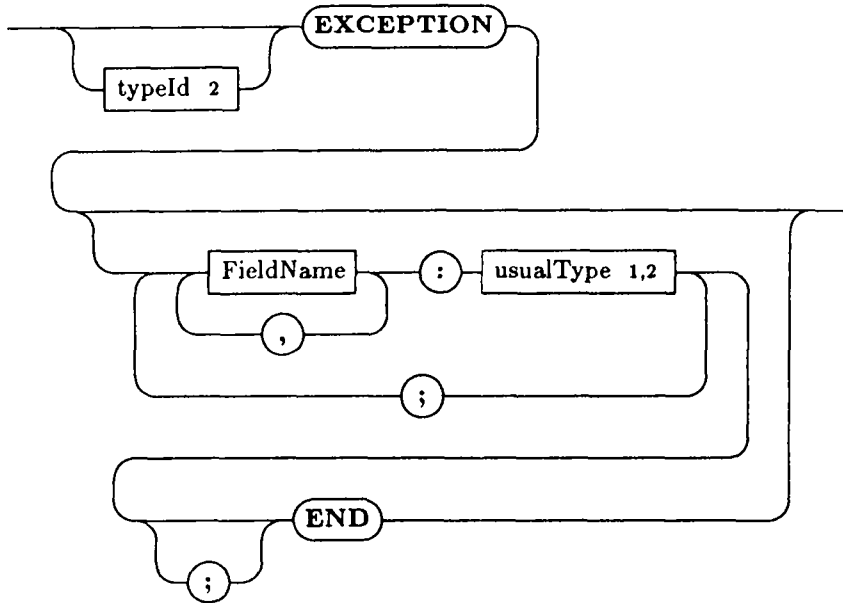 EXCEPTION
typeId 2
FieldName : usualType 1,2
,
;
END
;